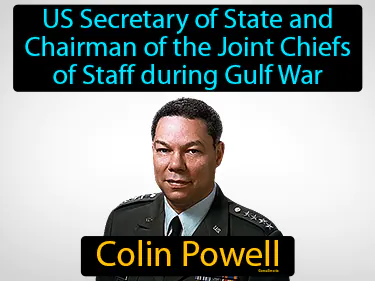 US Secretary of State and
Chairman of the Joint Chiefs
of Staff during Gulf War
Colin Powell